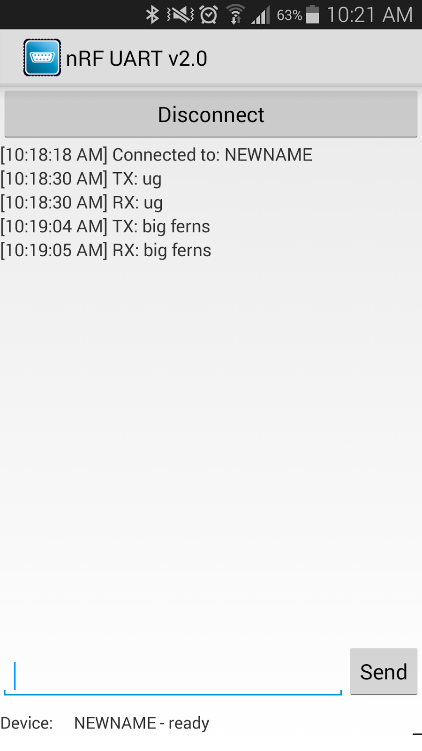 63% 10:21 AM
nRF UART v2.0
Disconnect
[10:18:18 AM] Connected to: NEWNAME
[10:18:30 AM] TX: ug
[10:18:30 AM] RX: ug
[10:19:04 AM] TX: big ferns
[10:19:05 AM] RX: big ferns
Send
Device: NEWNAME - ready